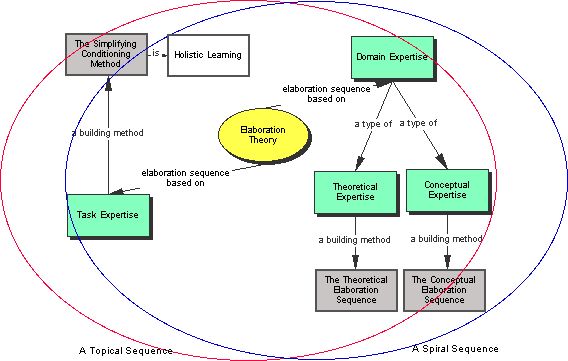 The Simplifying
Conditioning
Method
is
Holistic Learning
Domain Expertise
elaboration sequence
based on
a type of
a type of
a building method
Elaboration
Theory
elaboration sequence
based on
Theoretical
Expertise
Conceptual
Expertise
Task Expertise
a building method
a building method
The Theoretical
Elaboration
Sequence
The Conceptual
Elaboration
Sequence
A Topical Sequence
A Spiral Sequence